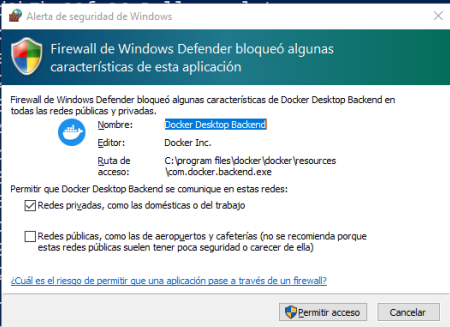 Alerta de seguridad de Windows
Firewall de Windows Defender bloqueó algunas
características de esta aplicación
Firewall de Windows Defender bloqueó algunas características de Docker Desktop Backend en
todas las redes públicas y privadas.
Nombre: Docker Desktop Backend
Editor: Docker Inc.
Ruta de acceso: C:\program files\docker\docker\resources
\com.docker.backend.exe
Permitir que Docker Desktop Backend se comunique en estas redes:
Redes privadas, como las domésticas o del trabajo
Redes públicas, como las de aeropuertos y cafeterías (no se recomienda porque
estas redes públicas suelen tener poca seguridad o carecer de ella)
¿Cuál es el riesgo de permitir que una aplicación pase a través de un firewall?
Permitir acceso
Cancelar